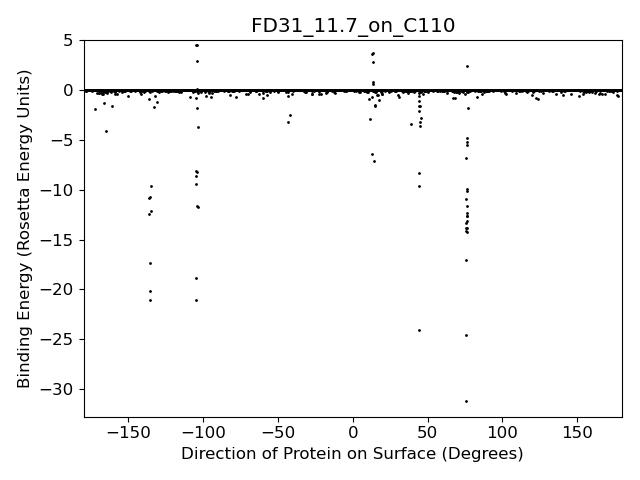 FD31_11.7_on_C110
Binding Energy (Rosetta Energy Units)
5
0
−5
−10
−15
−20
−25
−30
−150 −100 −50 0 50 100 150
Direction of Protein on Surface (Degrees)